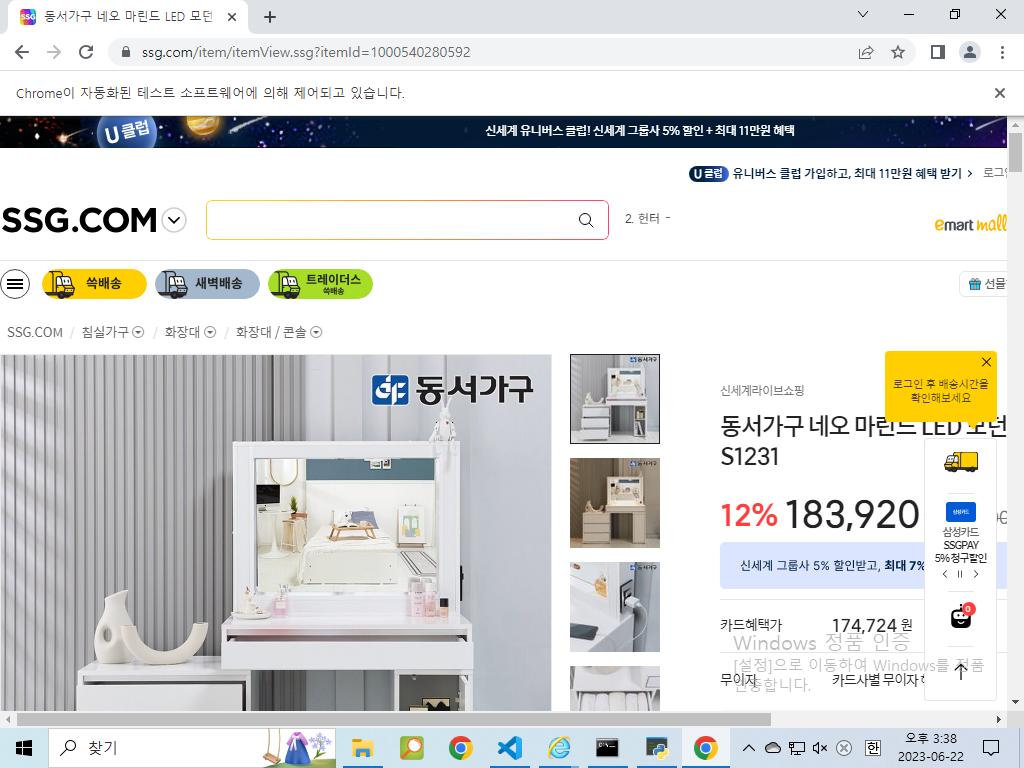 동서가구 네오 마린드 LED 모던
ssg.com/item/itemView.ssg?itemId=1000540280592
Chrome이 자동화된 테스트 소프트웨어에 의해 제어되고 있습니다.
U 클럽
신세계 유니버스 클럽! 신세계 그룹사 5% 할인 + 최대 11만원 혜택
U 클럽 유니버스 클럽 가입하고, 최대 11만원 혜택 받기 > 로그인
SSG.COM
2. 헌터 -
emart mall
쓱배송
새벽배송
트레이더스
쓱배송
선물
SSG.COM / 침실가구 / 화장대 / 화장대 / 콘솔
동서가구
신세계라이브쇼핑
동서가구 네오 마린드 LED 모던
S1231
로그인 후 배송시간을
확인해보세요
12% 183,920
신세계 그룹사 5% 할인받고, 최대 7%
삼성카드
삼성카드
SSGPAY
5% 청구할인
0
카드혜택가 174,724 원
무이자 카드사별 무이자
Windows 정품 인증
[설정]으로 이동하여 Windows를 정품
인증합니다.
찾기
한
오후 3:38
2023-06-22